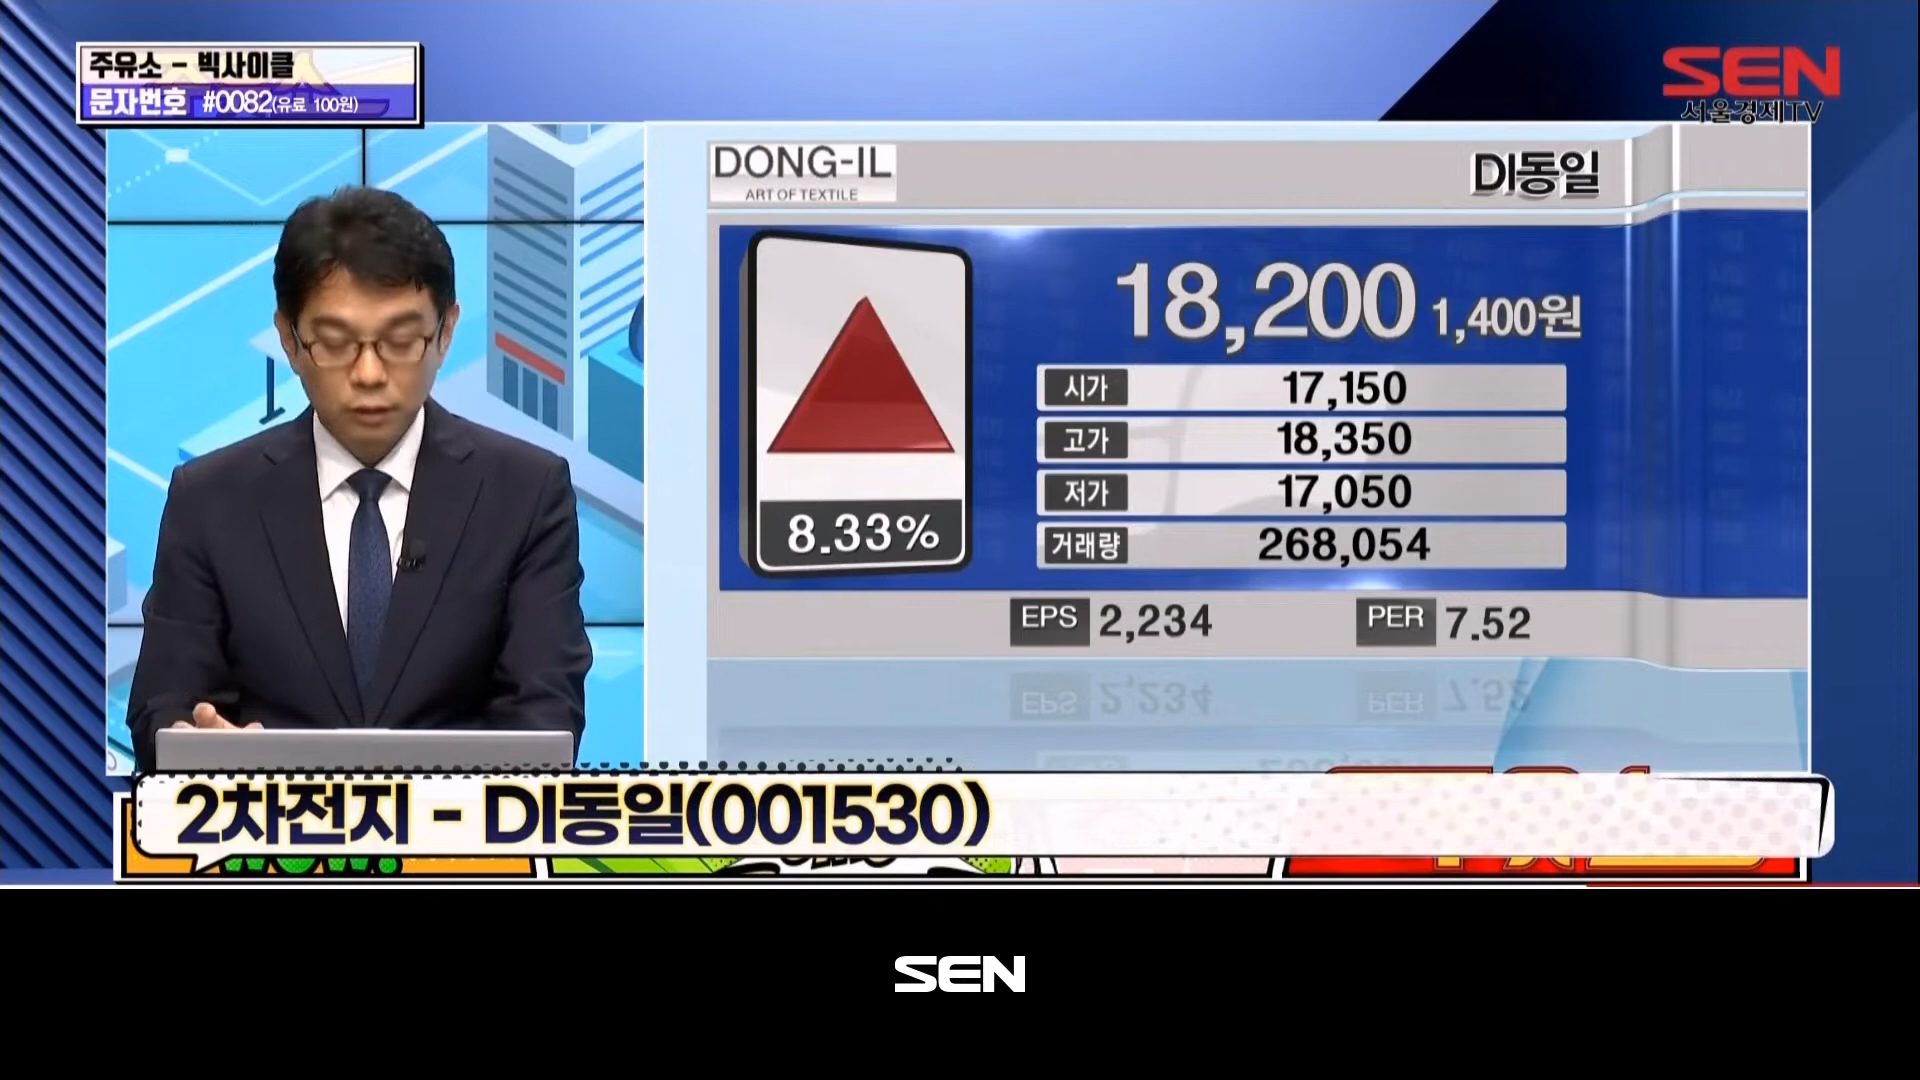 주유소 - 빅사이클
문자번호 #0082(유료 100원)
SEN
서울경제TV
DONG-IL
ART OF TEXTILE
DI동일
18,200 1,400원
8.33%
시가 17,150
고가 18,350
저가 17,050
거래량 268,054
EPS 2,234 PER 7.52
2차전지 - DI동일(001530)
SEN